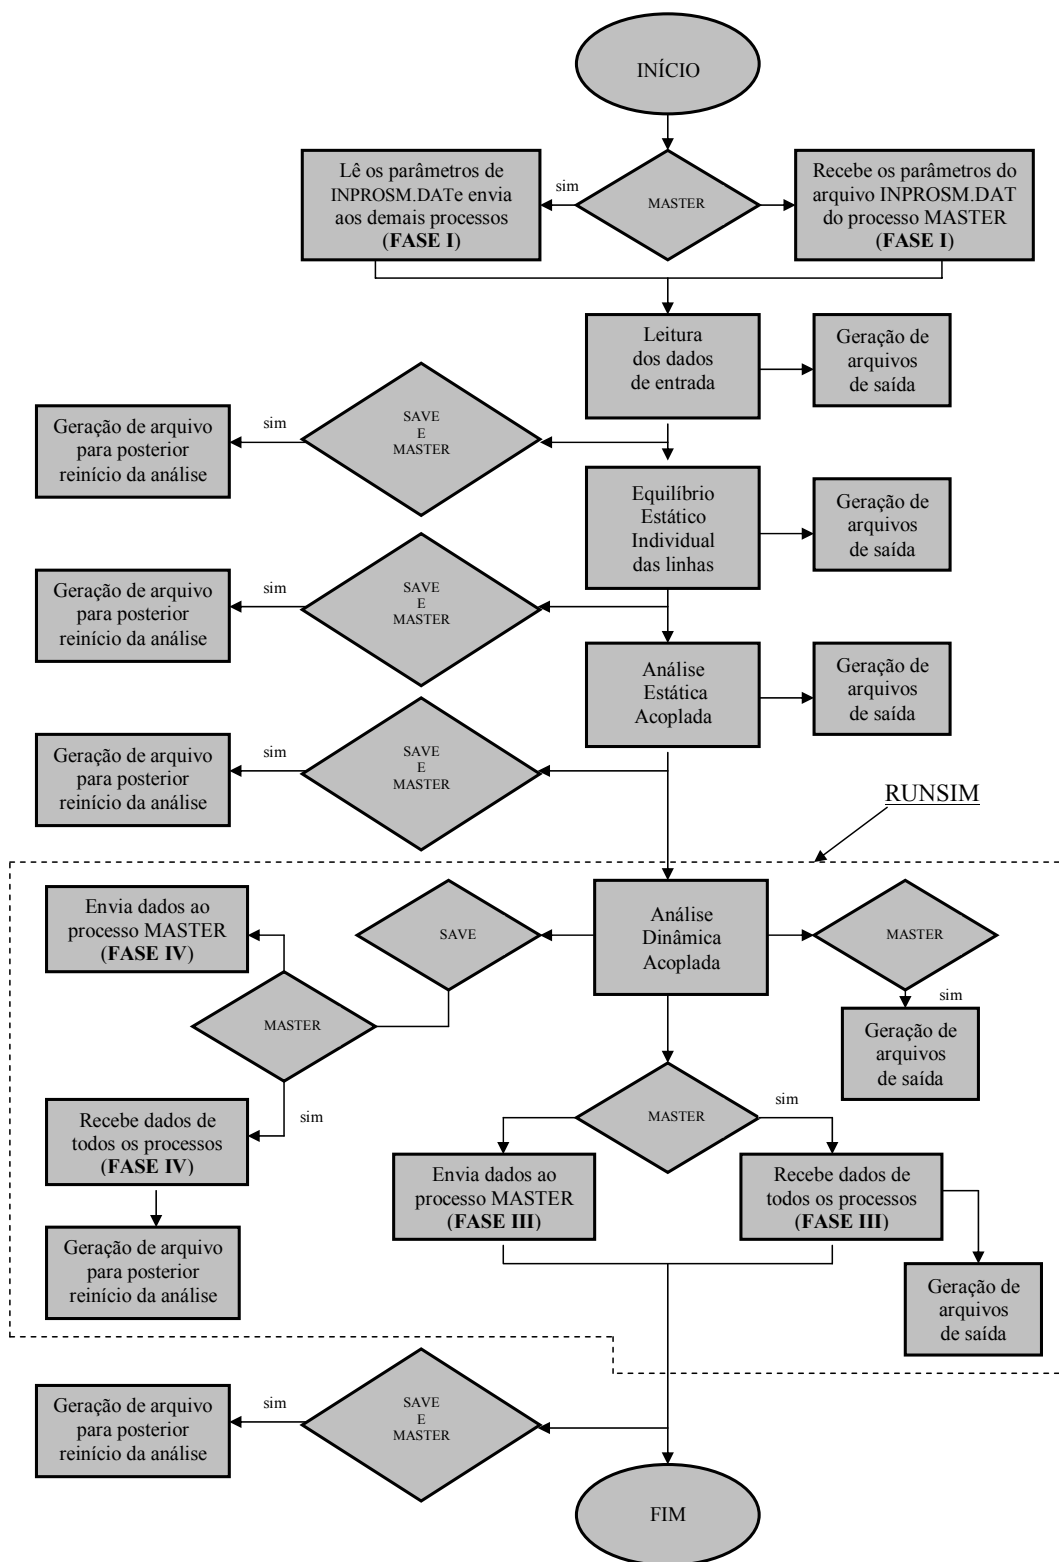 INÍCIO
Lê os parâmetros de
INPROSM.DATe envia
aos demais processos
(FASE I)
sim
MASTER
Recebe os parâmetros do
arquivo INPROSM.DAT
do processo MASTER
(FASE I)
Leitura
dos dados
de entrada
Geração de
arquivos
de saída
Geração de arquivo
para posterior
reinício da análise
sim
SAVE
E
MASTER
Equilíbrio
Estático
Individual
das linhas
Geração de
arquivos
de saída
Geração de arquivo
para posterior
reinício da análise
sim
SAVE
E
MASTER
Análise
Estática
Acoplada
Geração de
arquivos
de saída
Geração de arquivo
para posterior
reinício da análise
sim
SAVE
E
MASTER
RUNSIM
Envia dados ao
processo MASTER
(FASE IV)
SAVE
Análise
Dinâmica
Acoplada
MASTER
sim
Geração de
arquivos
de saída
MASTER
sim
Recebe dados de
todos os processos
(FASE IV)
Geração de arquivo
para posterior
reinício da análise
MASTER
sim
Envia dados ao
processo MASTER
(FASE III)
Recebe dados de
todos os processos
(FASE III)
Geração de
arquivos
de saída
Geração de arquivo
para posterior
reinício da análise
sim
SAVE
E
MASTER
FIM